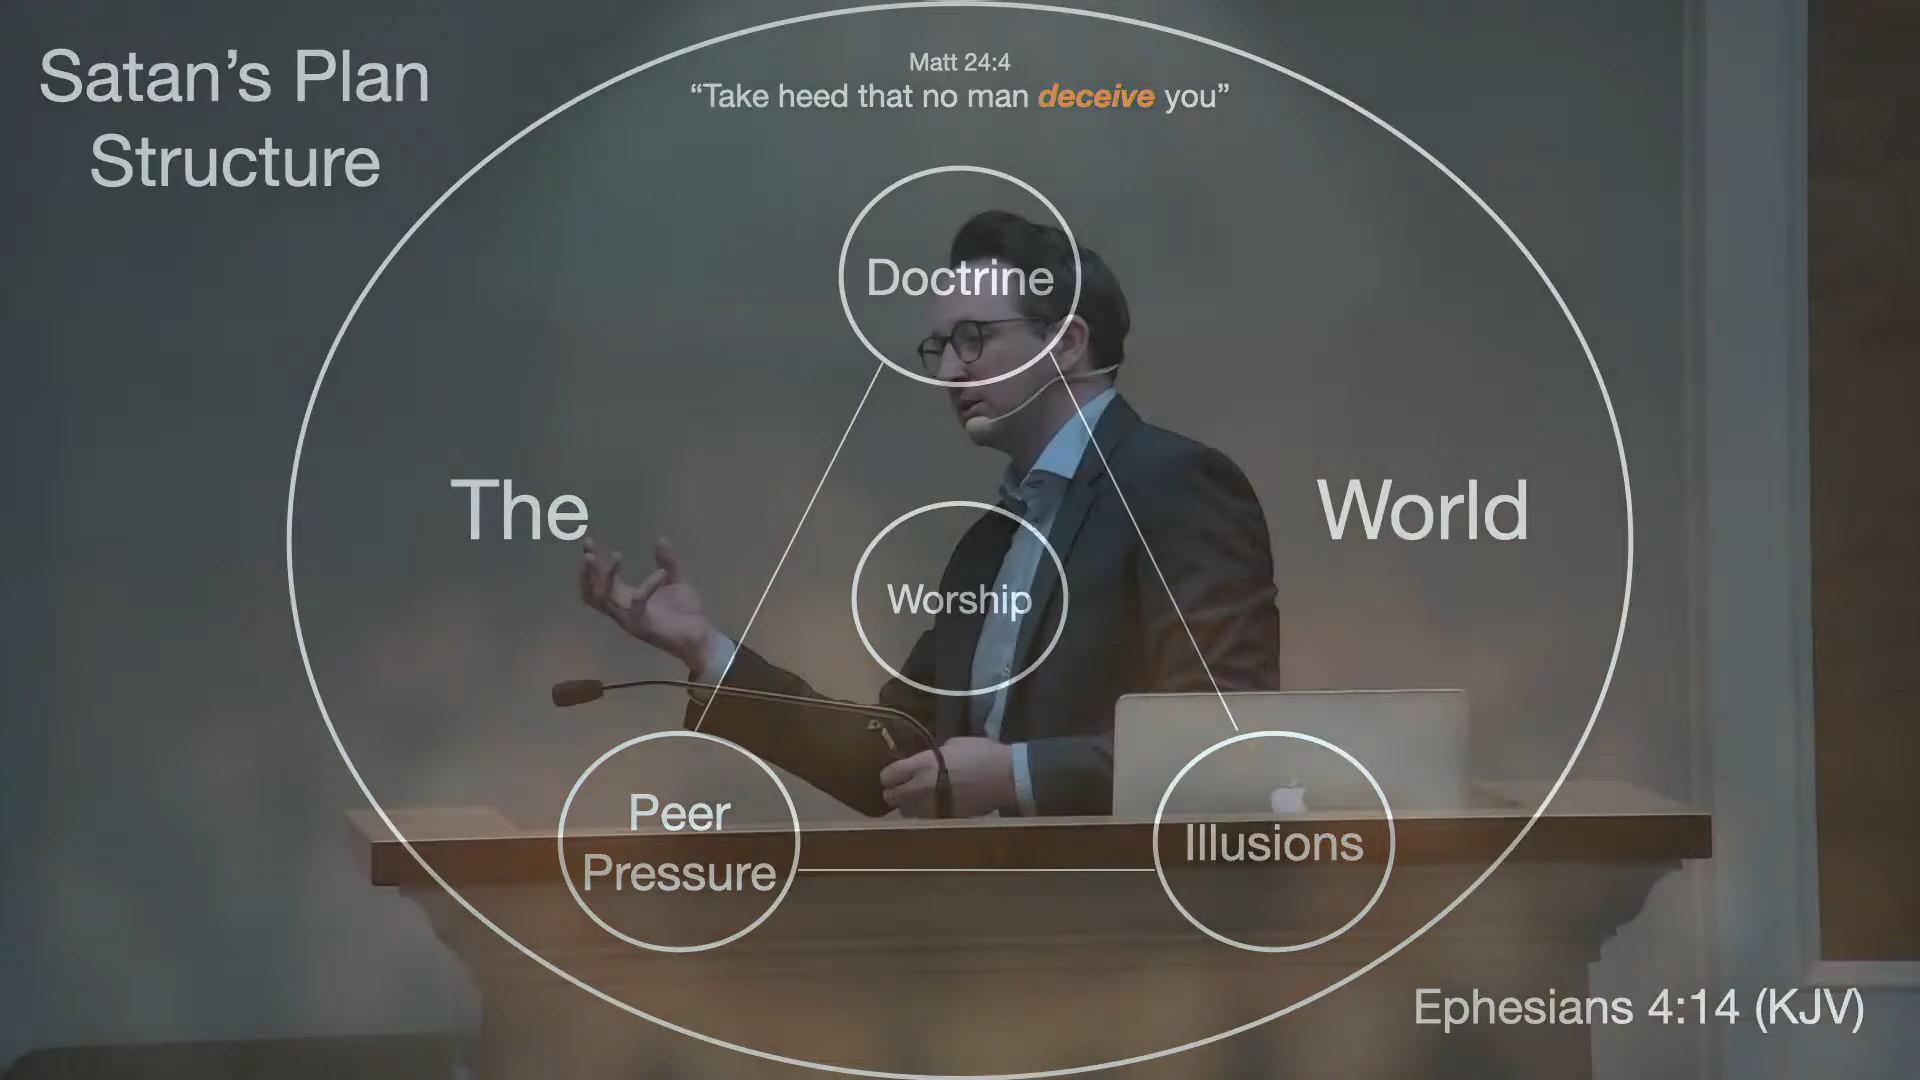 Satan’s Plan
Structure
Matt 24:4
“Take heed that no man deceive you”
Doctrine
The
World
Worship
Peer
Pressure
Illusions
Ephesians 4:14 (KJV)